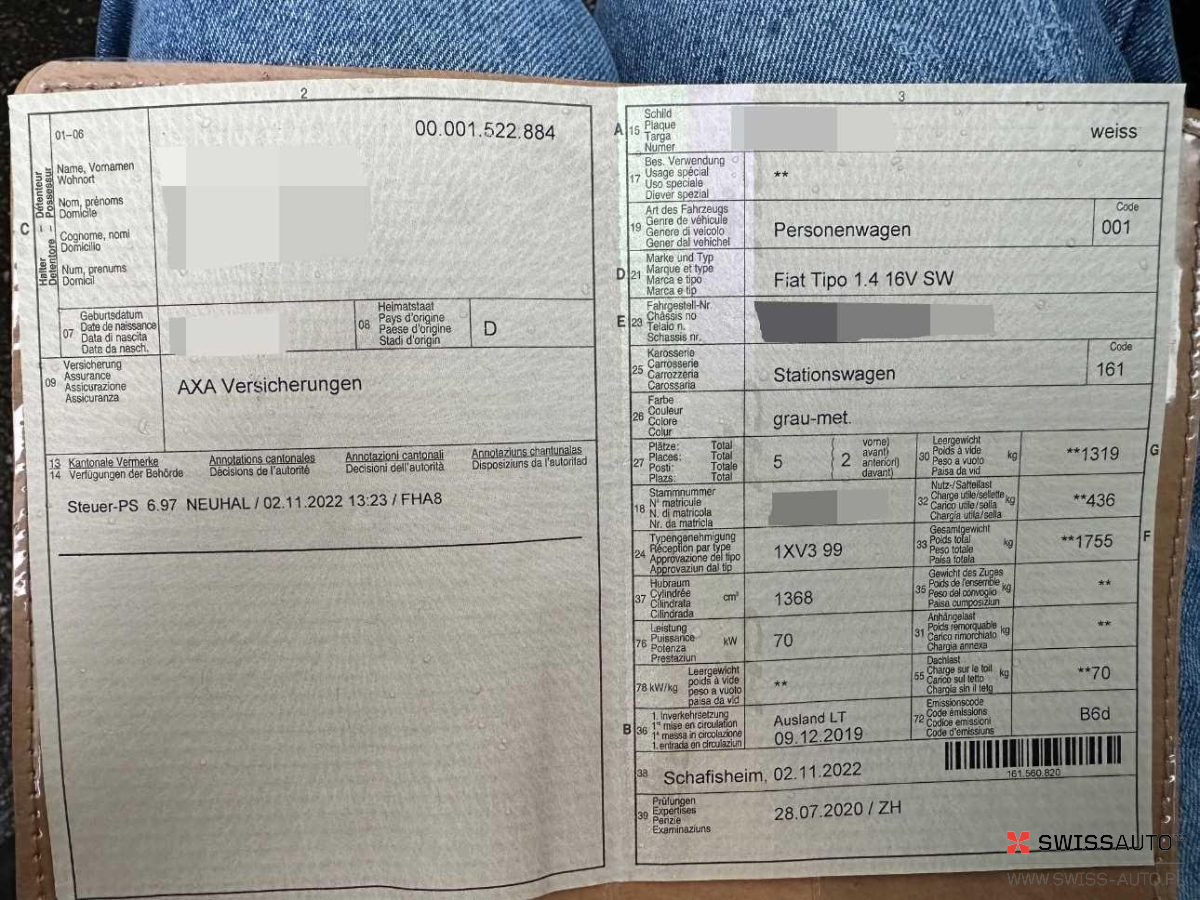 2
01-06
00.001.522.884
C
Halter – Détenteur
Detentore – Possessur
Name, Vornamen
Wohnort
Nom, prénoms
Domicile
Cognome, nomi
Domicilio
Num, prenums
Domicil
07
Geburtsdatum
Date de naissance
Data di nascita
Data da nasch.
08
Heimatstaat
Pays d'origine
Paese d'origine
Stadi d'origin
D
09
Versicherung
Assurance
Assicurazione
Assicuranza
AXA Versicherungen
13 Kantonale Vermerke Annotations cantonales Annotazioni cantonali Annotaziuns chantunales
14 Verfügungen der Behörde Décisions de l'autorité Decisioni dell'autorità Disposiziuns da l'autoritad
Steuer-PS 6.97 NEUHAL / 02.11.2022 13:23 / FHA8
3
A 15
Schild
Plaque
Targa
Numer
weiss
17
Bes. Verwendung
Usage spécial
Uso speciale
Diever spezial
**
19
Art des Fahrzeugs
Genre de véhicule
Genere di veicolo
Gener dal vehichel
Personenwagen
Code
001
D 21
Marke und Typ
Marque et type
Marca e tipo
Marca e tip
Fiat Tipo 1.4 16V SW
E 23
Fahrgestell-Nr.
Châssis no
Telaio n.
Schassis nr.
25
Karosserie
Carrosserie
Carrozzeria
Carossaria
Stationswagen
Code
161
26
Farbe
Couleur
Colore
Colur
grau-met.
27
Plätze: Total
Places: Total
Posti: Totale
Plazs: Total
5
2
vorne)
avant)
anteriori)
davant)
30
Leergewicht
Poids à vide
Peso a vuoto
Paisa da vid
kg
**1319
G
18
Stammnummer
N° matricule
N. di matricola
Nr. da matricla
32
Nutz-/Sattellast
Charge utile/sellette
Carico utile/sella
Chargia utila/sella
kg
**436
24
Typengenehmigung
Réception par type
Approvazione del tipo
Approvaziun dal tip
1XV3 99
33
Gesamtgewicht
Poids total
Peso totale
Paisa totala
kg
**1755
F
37
Hubraum
Cylindrée
Cilindrata
Cilindrada
cm³
1368
35
Gewicht des Zuges
Poids de l'ensemble
Peso del convoglio
Paisa cumposiziun
kg
**
76
Leistung
Puissance
Potenza
Prestaziun
kW
70
31
Anhängelast
Poids remorquable
Carico rimorchiato
Chargia annexa
kg
**
78 kW/kg
Leergewicht
poids à vide
peso a vuoto
paisa da vid
**
55
Dachlast
Charge sur le toit
Carico sul tetto
Chargia sin il tetg
kg
**70
B 36
1. Inverkehrsetzung
1re mise en circulation
1a messa in circolazione
1. entrada en circulaziun
Ausland LT
09.12.2019
72
Emissionscode
Code émissions
Codice emissioni
Code d'emissiuns
B6d
38
Schafisheim, 02.11.2022
161.560.820
39
Prüfungen
Expertises
Perizie
Examinaziuns
28.07.2020 / ZH
SWISSAUTO
WWW.SWISS-AUTO.PL